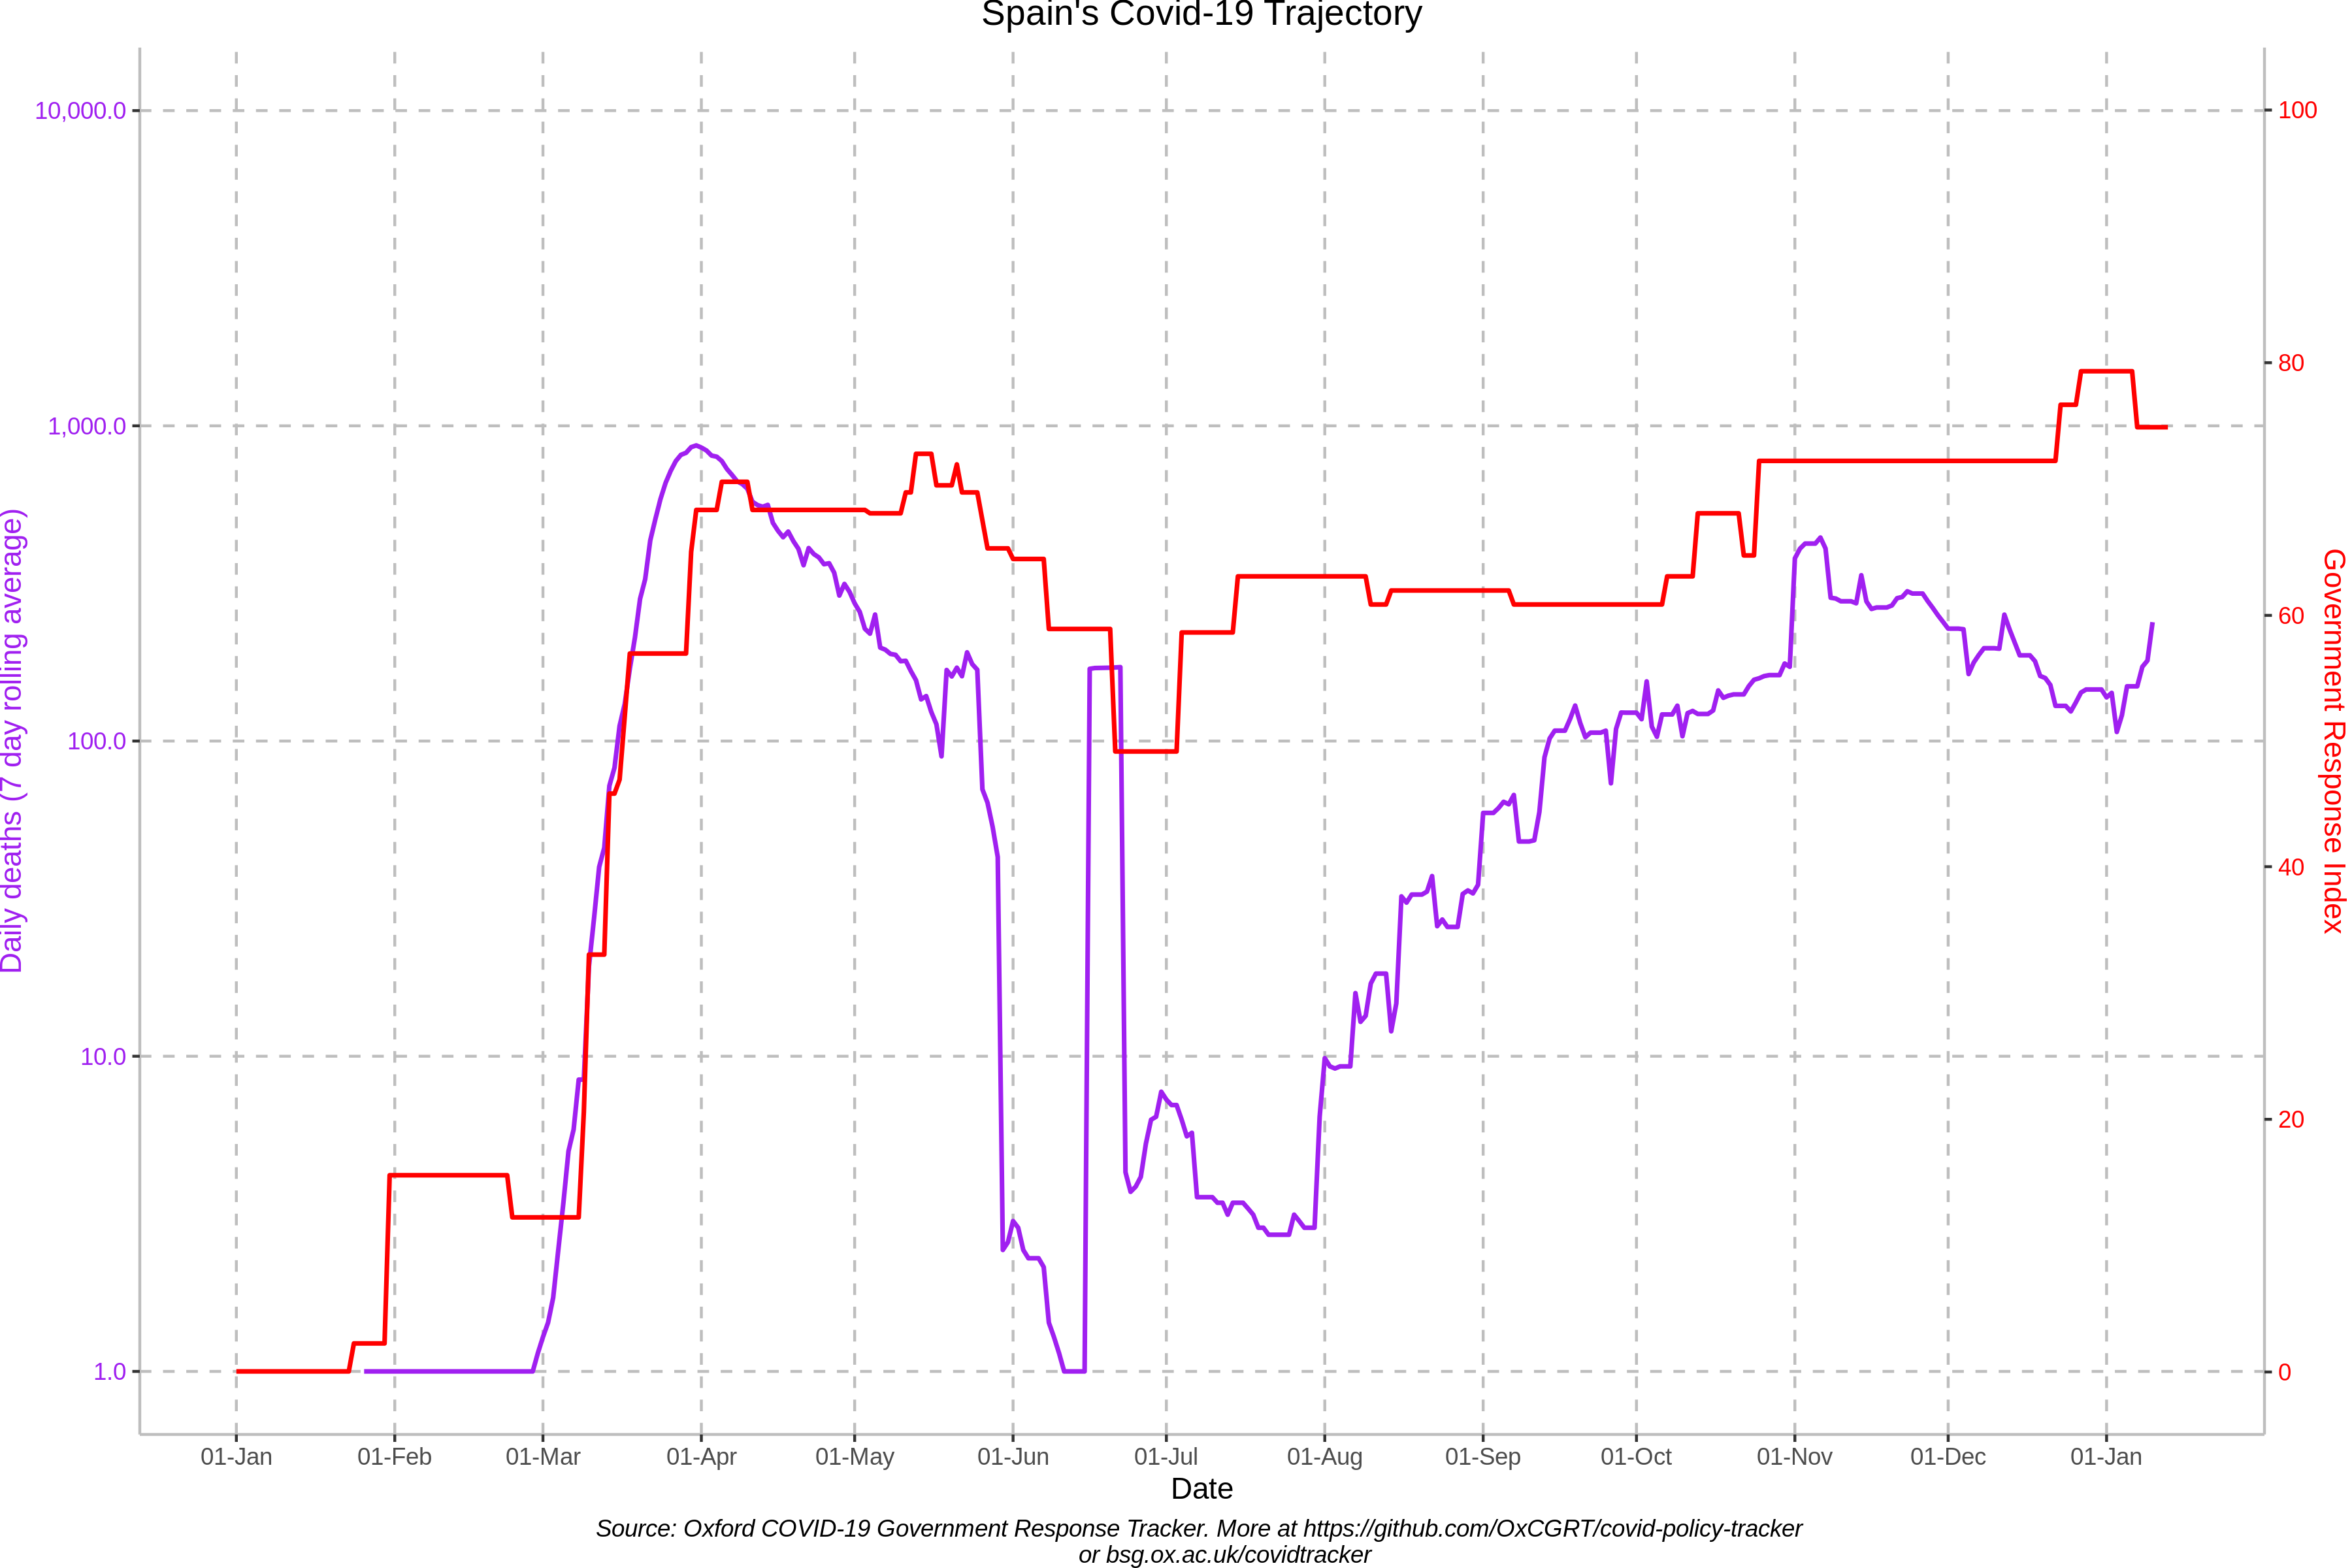 Spain's Covid-19 Trajectory
10,000.0
1,000.0
100.0
10.0
1.0
Daily deaths (7 day rolling average)
100
80
60
40
20
0
Government Response Index
01-Jan 01-Feb 01-Mar 01-Apr 01-May 01-Jun 01-Jul 01-Aug 01-Sep 01-Oct 01-Nov 01-Dec 01-Jan
Date
Source: Oxford COVID-19 Government Response Tracker. More at https://github.com/OxCGRT/covid-policy-tracker
or bsg.ox.ac.uk/covidtracker